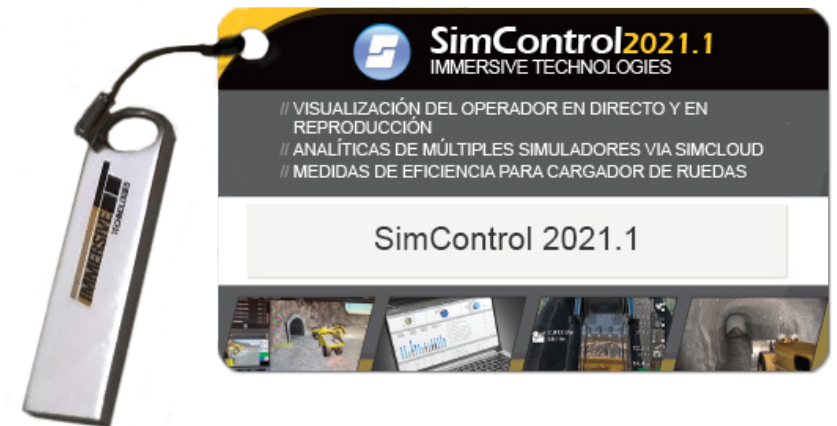 SimControl2021.1
IMMERSIVE TECHNOLOGIES
// VISUALIZACIÓN DEL OPERADOR EN DIRECTO Y EN
REPRODUCCIÓN
// ANALÍTICAS DE MÚLTIPLES SIMULADORES VIA SIMCLOUD
// MEDIDAS DE EFICIENCIA PARA CARGADOR DE RUEDAS
SimControl 2021.1
IMMERSIVE
TECHNOLOGIES